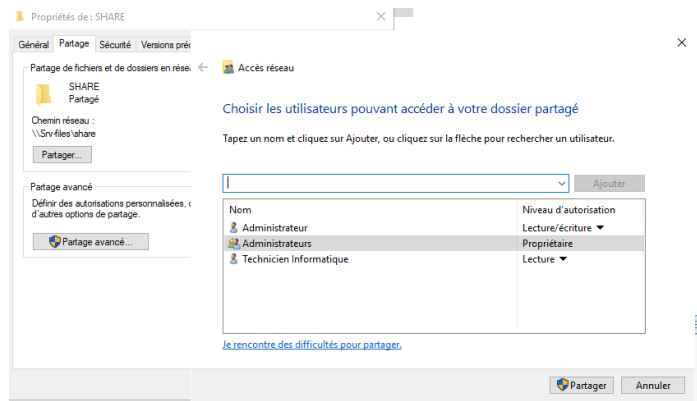 Propriétés de : SHARE
Général Partage Sécurité Versions préc
Partage de fichiers et de dossiers en résea
SHARE
Partagé
Chemin réseau :
\\Srv-files\share
Partager...
Partage avancé
Définir des autorisations personnalisées, c
d'autres options de partage.
Partage avancé...
Accès réseau
Choisir les utilisateurs pouvant accéder à votre dossier partagé
Tapez un nom et cliquez sur Ajouter, ou cliquez sur la flèche pour rechercher un utilisateur.
Ajouter
Nom Niveau d'autorisation
Administrateur Lecture/écriture
Administrateurs Propriétaire
Technicien Informatique Lecture
Je rencontre des difficultés pour partager.
Partager Annuler